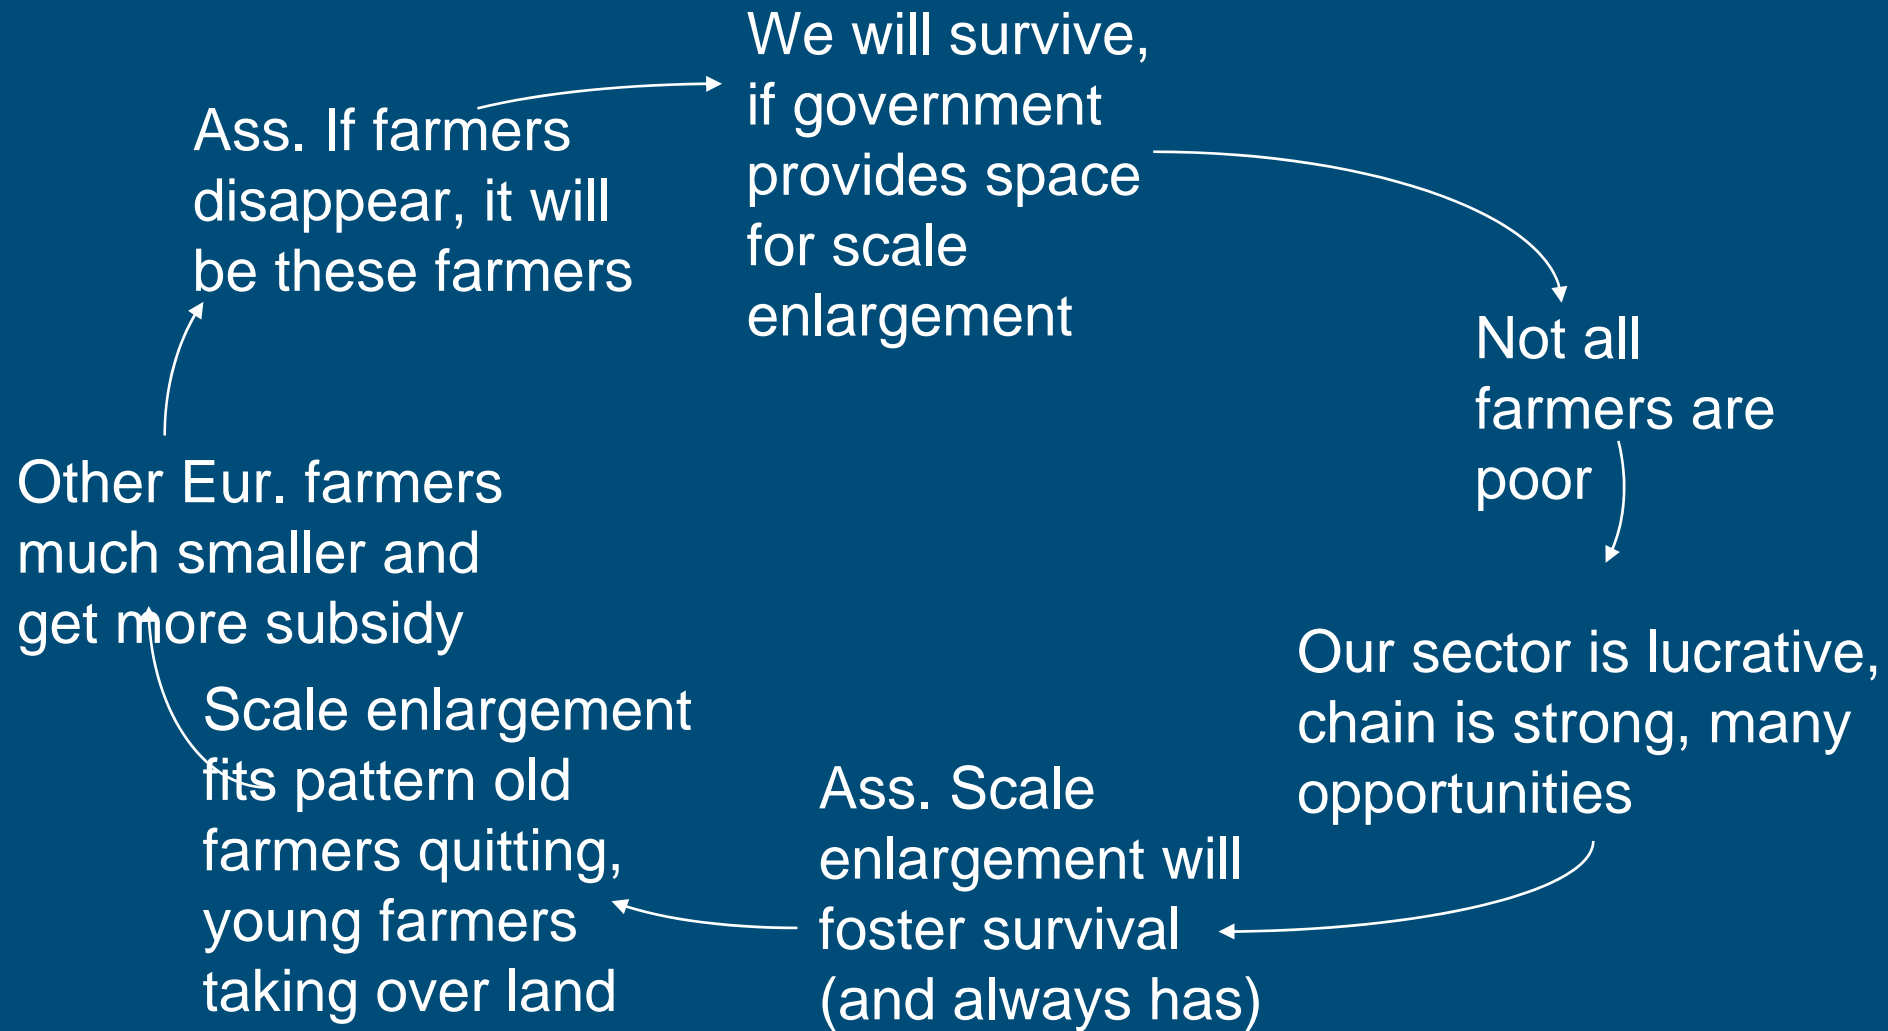 We will survive,
if government
provides space
for scale
enlargement
Not all
farmers are
poor
Our sector is lucrative,
chain is strong, many
opportunities
Ass. Scale
enlargement will
foster survival
(and always has)
Scale enlargement
fits pattern old
farmers quitting,
young farmers
taking over land
Other Eur. farmers
much smaller and
get more subsidy
Ass. If farmers
disappear, it will
be these farmers